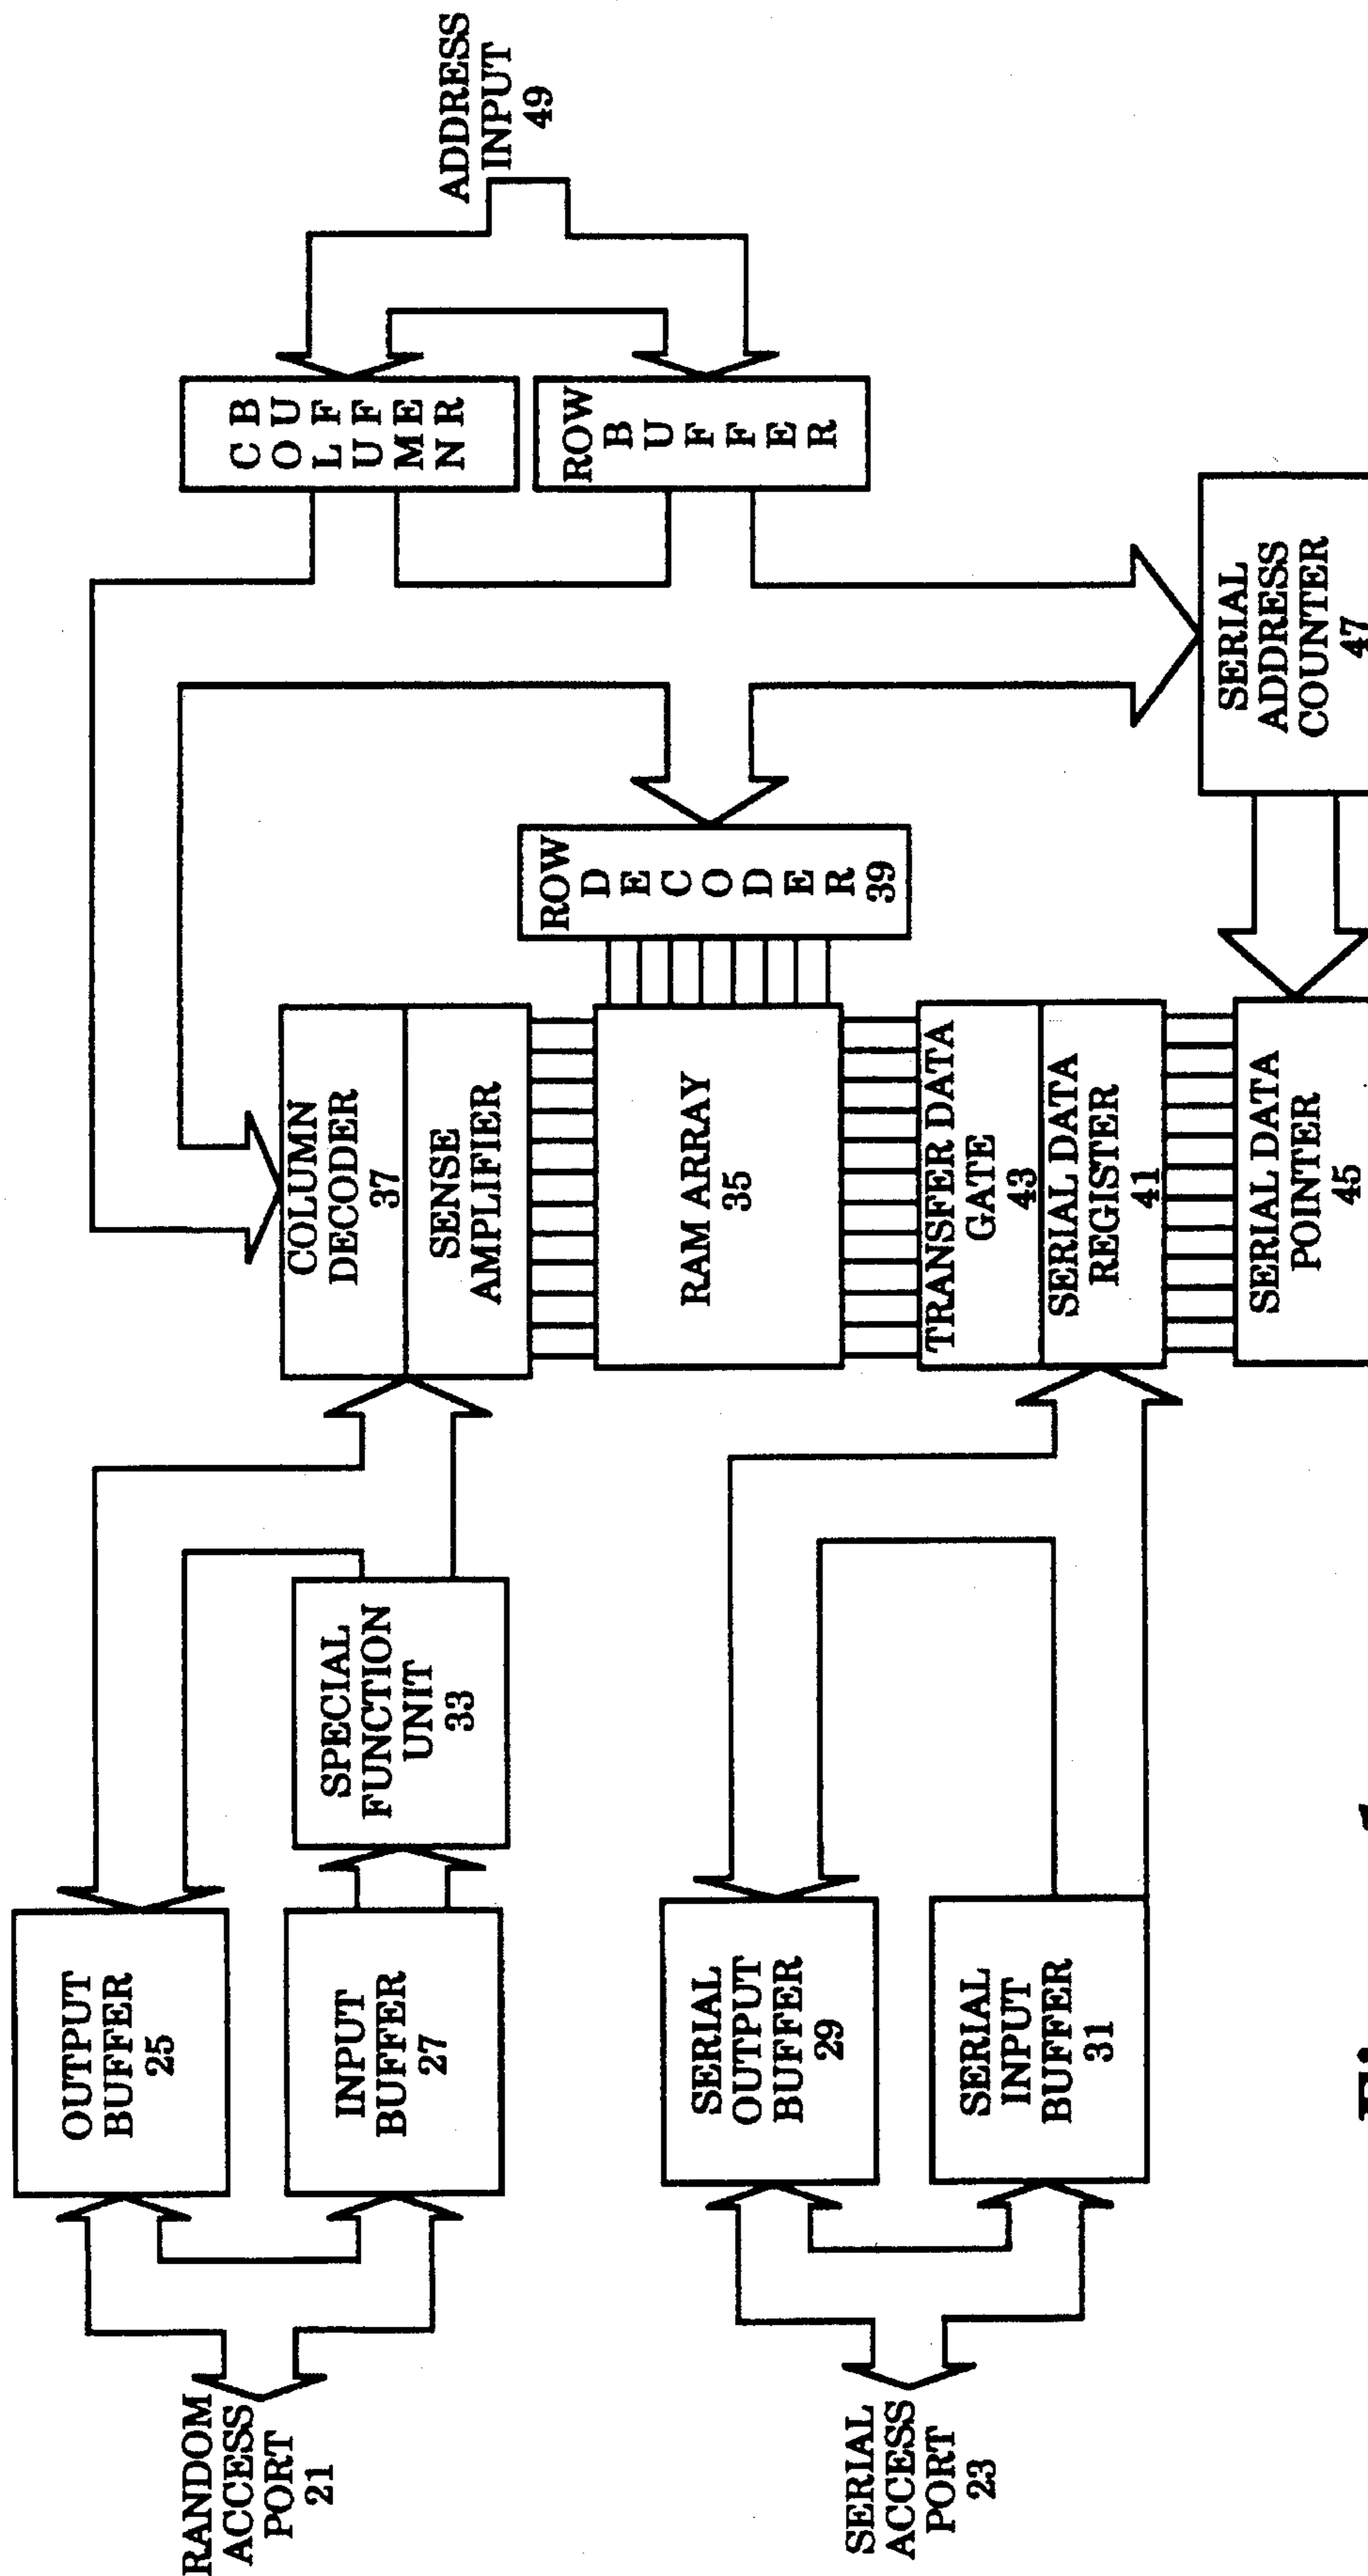 RANDOM
ACCESS
PORT
21
OUTPUT
BUFFER
25
INPUT
BUFFER
27
SPECIAL
FUNCTION
UNIT
33
SERIAL
ACCESS
PORT
23
SERIAL
OUTPUT
BUFFER
29
SERIAL
INPUT
BUFFER
31
COLUMN
DECODER
37
SENSE
AMPLIFIER
RAM ARRAY
35
TRANSFER DATA
GATE
43
SERIAL DATA
REGISTER
41
SERIAL DATA
POINTER
45
ROW
DECODER
39
COLUMN
BUFFER
ROW
BUFFER
ADDRESS
INPUT
49
SERIAL
ADDRESS
COUNTER
47